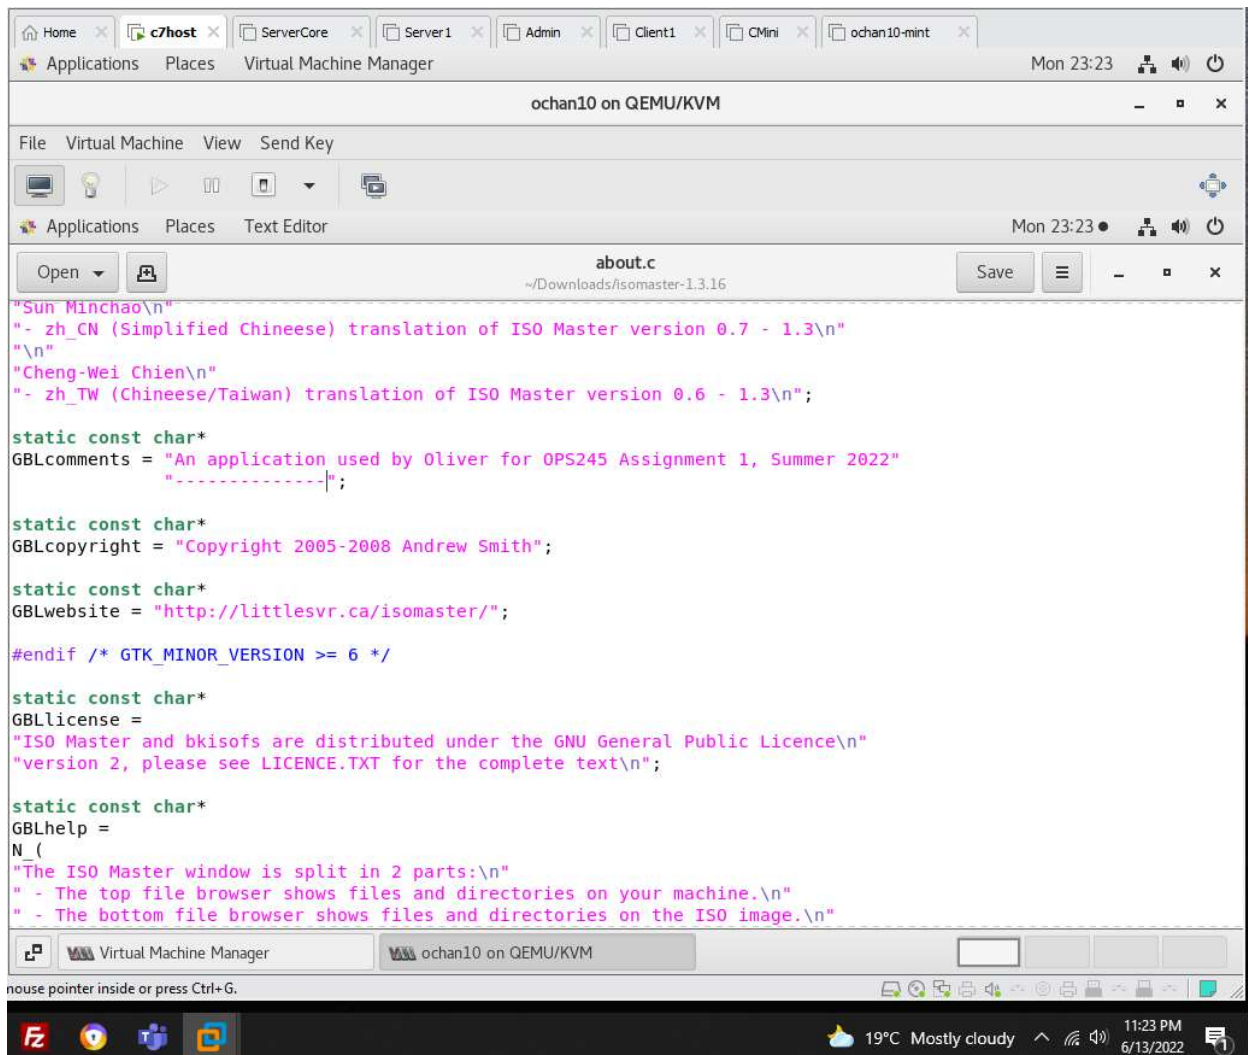 Home c7host ServerCore Server1 Admin Client1 CMini ochan10-mint
Applications Places Virtual Machine Manager Mon 23:23
ochan10 on QEMU/KVM
File Virtual Machine View Send Key
Applications Places Text Editor Mon 23:23
Open about.c Save
~/Downloads/isomaster-1.3.16
"Sun Minchao\n"
"- zh_CN (Simplified Chineese) translation of ISO Master version 0.7 - 1.3\n"
"\n"
"Cheng-Wei Chien\n"
"- zh_TW (Chineese/Taiwan) translation of ISO Master version 0.6 - 1.3\n";
static const char*
GBLcomments = "An application used by Oliver for OPS245 Assignment 1, Summer 2022"
"--------------";
static const char*
GBLcopyright = "Copyright 2005-2008 Andrew Smith";
static const char*
GBLwebsite = "http://littlesvr.ca/isomaster/";
#endif /* GTK_MINOR_VERSION >= 6 */
static const char*
GBLlicense =
"ISO Master and bkisofs are distributed under the GNU General Public Licence\n"
"version 2, please see LICENCE.TXT for the complete text\n";
static const char*
GBLhelp =
N_(
"The ISO Master window is split in 2 parts:\n"
" - The top file browser shows files and directories on your machine.\n"
" - The bottom file browser shows files and directories on the ISO image.\n"
Virtual Machine Manager ochan10 on QEMU/KVM
mouse pointer inside or press Ctrl+G.
Fz 19°C Mostly cloudy 11:23 PM
6/13/2022 1